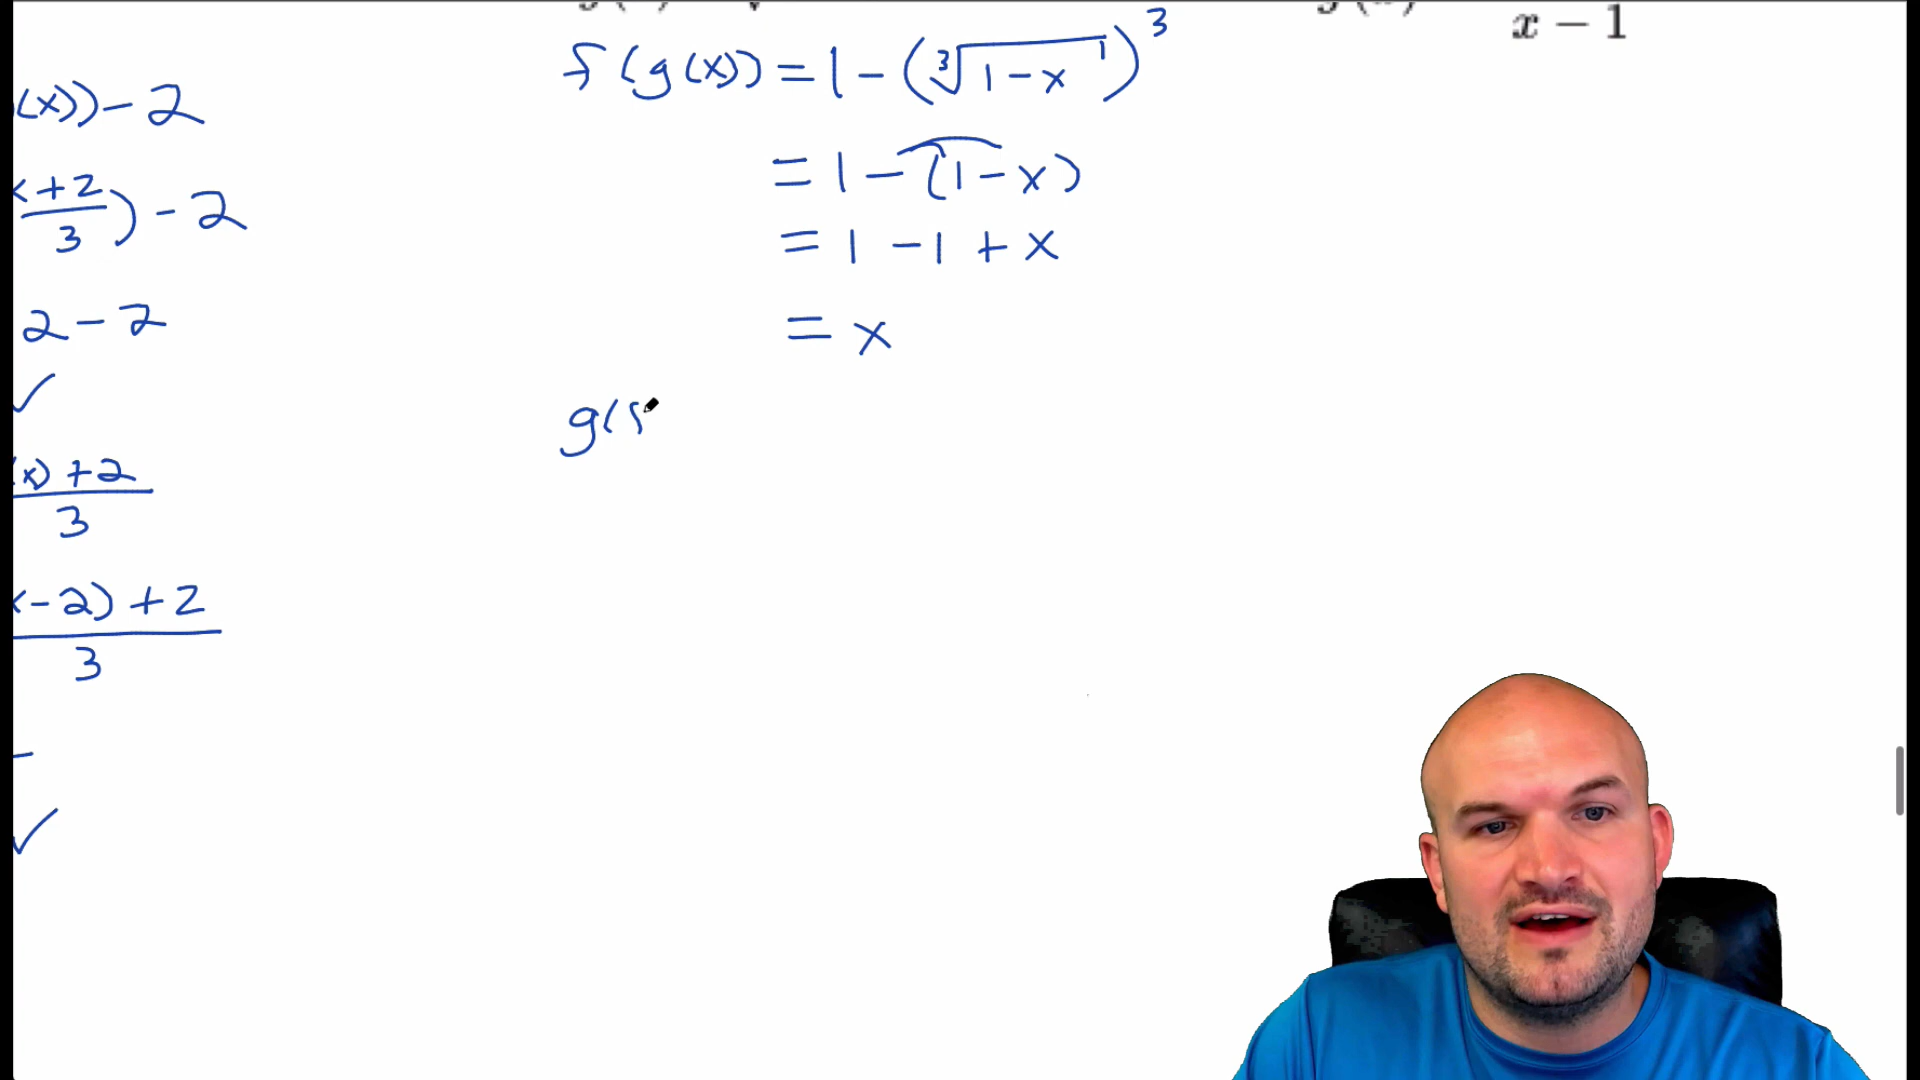 x − 1
(x)) − 2
x + 2
3
) − 2
2 − 2
✓
(x) + 2
3
x − 2) + 2
3
✓
f(g(x)) = 1 − (∛(1 − x))³
= 1 − (1 − x)
= 1 − 1 + x
= x
g(f